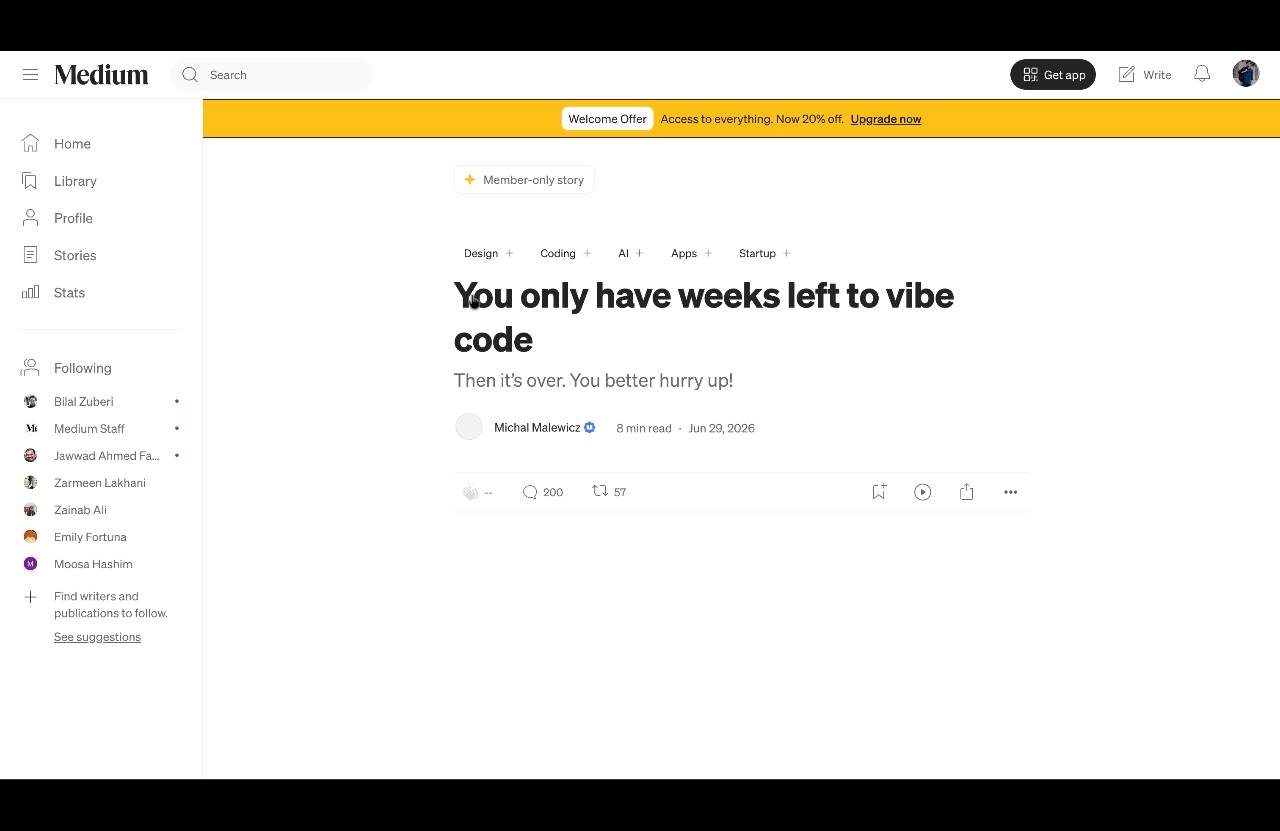 Medium
Search
Get app
Write
Welcome Offer Access to everything. Now 20% off. Upgrade now
Home
Library
Profile
Stories
Stats
Following
Bilal Zuberi
Medium Staff
Jawwad Ahmed Fa...
Zarmeen Lakhani
Zainab Ali
Emily Fortuna
M Moosa Hashim
Find writers and
publications to follow.
See suggestions
Member-only story
Design + Coding + AI + Apps + Startup +
You only have weeks left to vibe
code
Then it’s over. You better hurry up!
Michal Malewicz 8 min read · Jun 29, 2026
-- 200 57